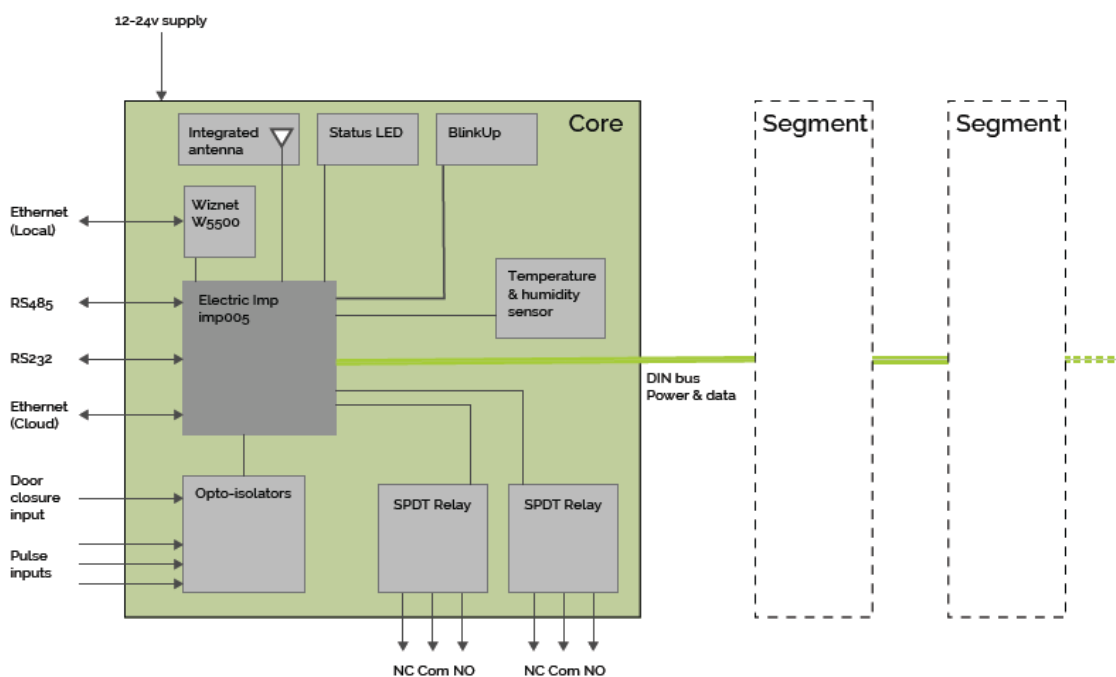 12-24v supply
Core
Segment
Segment
Integrated
antenna
Status LED
BlinkUp
Wiznet
W5500
Ethernet
(Local)
Temperature
& humidity
sensor
Electric Imp
imp005
RS485
RS232
DIN bus
Power & data
Ethernet
(Cloud)
Door
closure
input
Opto-isolators
SPDT Relay
SPDT Relay
Pulse
inputs
NC Com NO
NC Com NO